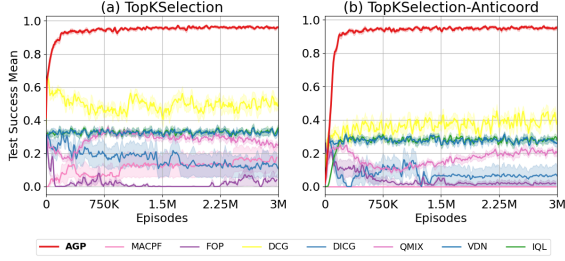 (a) TopKSelection
(b) TopKSelection-Anticoord
Test Success Mean
1.0
0.8
0.6
0.4
0.2
0.0
0 750K 1.5M 2.25M 3M
Episodes
1.0
0.8
0.6
0.4
0.2
0.0
0 750K 1.5M 2.25M 3M
Episodes
AGP MACPF FOP DCG DICG QMIX VDN IQL